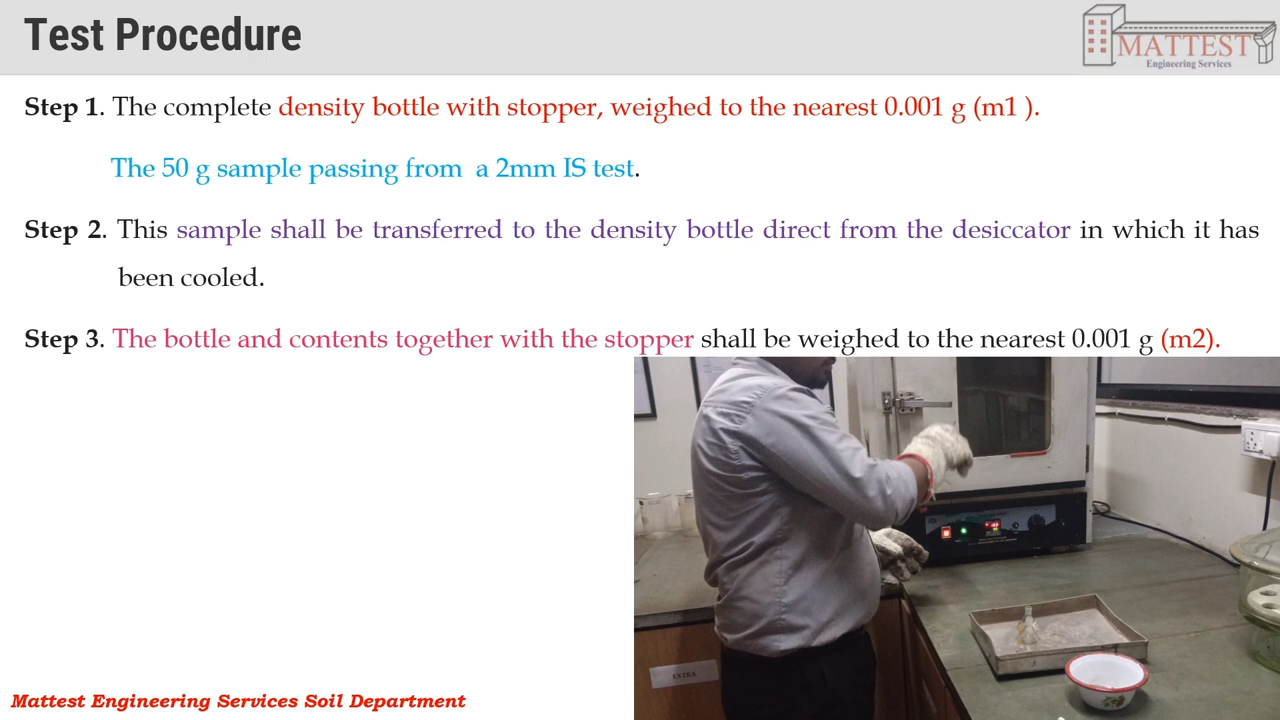 Test Procedure
MATTEST
Engineering Services
Step 1. The complete density bottle with stopper, weighed to the nearest 0.001 g (m1 ).
The 50 g sample passing from a 2mm IS test.
Step 2. This sample shall be transferred to the density bottle direct from the desiccator in which it has
been cooled.
Step 3. The bottle and contents together with the stopper shall be weighed to the nearest 0.001 g (m2).
EXTRA
Mattest Engineering Services Soil Department